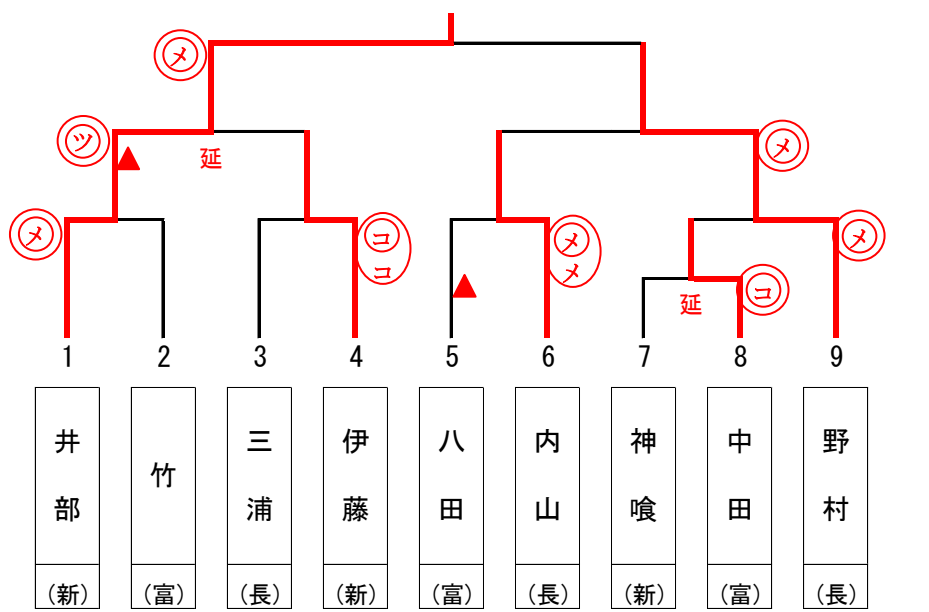 メ
ツ
▲
延
メ
メ
コ
コ
メ
メ
メ
▲
延
コ
1 2 3 4 5 6 7 8 9
井部
竹
三浦
伊藤
八田
内山
神喰
中田
野村
(新) (富) (長) (新) (富) (長) (新) (富) (長)